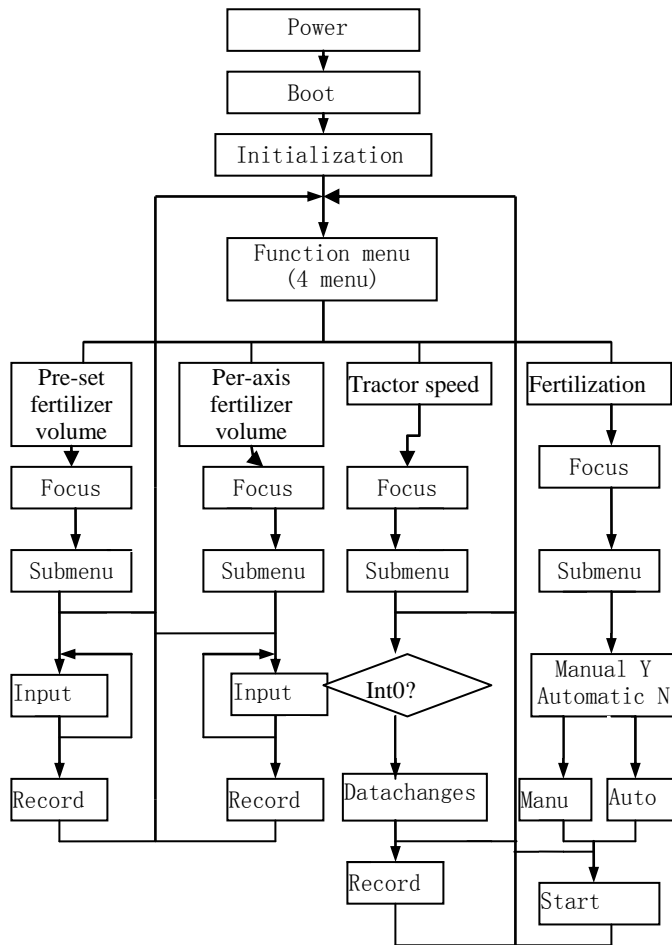 Power
Boot
Initialization
Function menu
(4 menu)
Pre-set
fertilizer
volume
Per-axis
fertilizer
volume
Tractor speed
Fertilization
Focus
Focus
Focus
Focus
Submenu
Submenu
Submenu
Submenu
Input
Input
Int0?
Manual Y
Automatic N
Record
Record
Datachanges
Manu
Auto
Record
Start